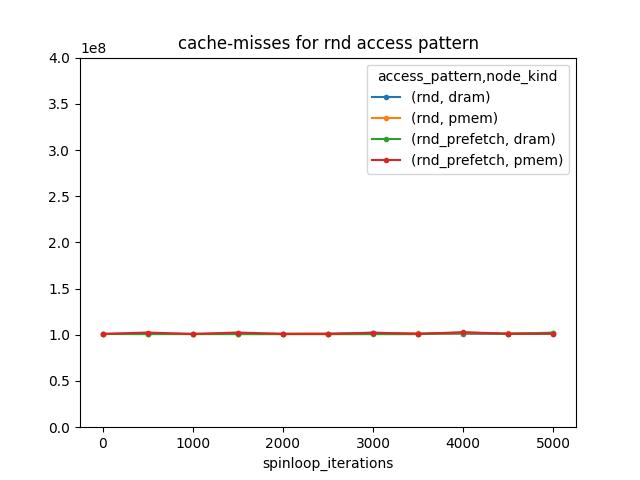 cache-misses for rnd access pattern
1e8
4.0
3.5
3.0
2.5
2.0
1.5
1.0
0.5
0.0
access_pattern,node_kind
(rnd, dram)
(rnd, pmem)
(rnd_prefetch, dram)
(rnd_prefetch, pmem)
0 1000 2000 3000 4000 5000
spinloop_iterations